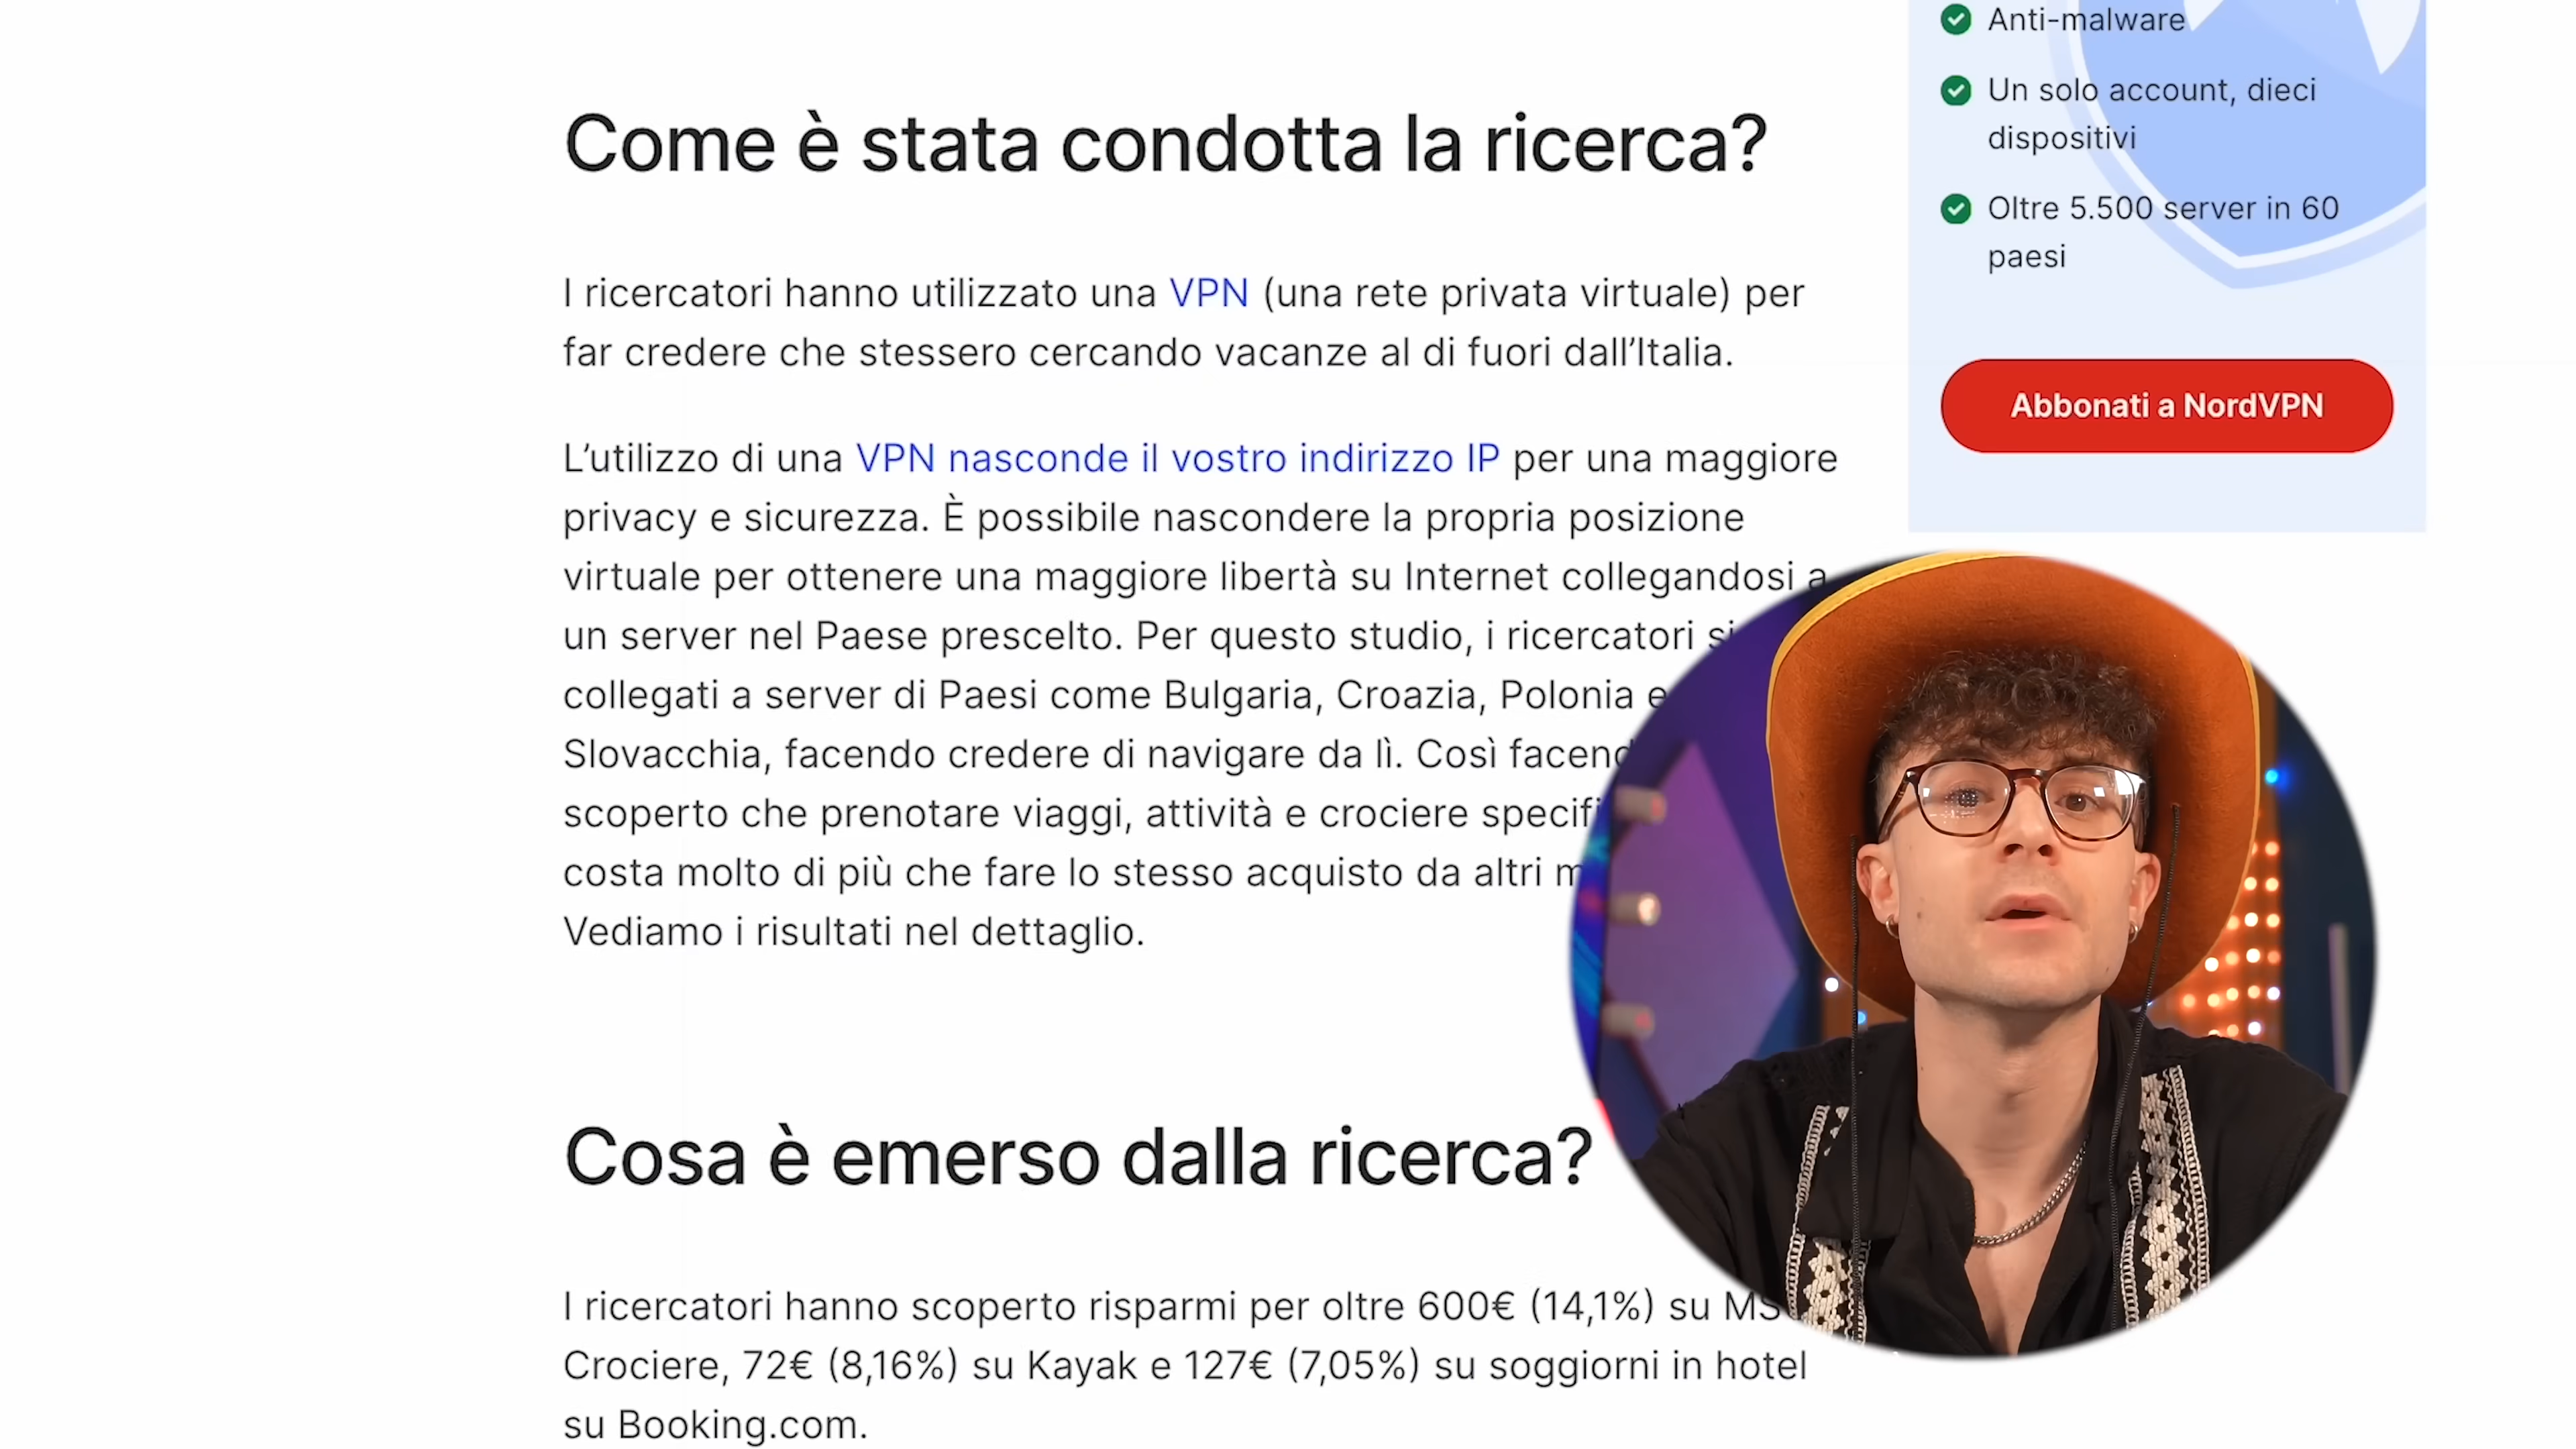 Come è stata condotta la ricerca?
I ricercatori hanno utilizzato una VPN (una rete privata virtuale) per
far credere che stessero cercando vacanze al di fuori dall’Italia.
L’utilizzo di una VPN nasconde il vostro indirizzo IP per una maggiore
privacy e sicurezza. È possibile nascondere la propria posizione
virtuale per ottenere una maggiore libertà su Internet collegandosi a
un server nel Paese prescelto. Per questo studio, i ricercatori
collegati a server di Paesi come Bulgaria, Croazia, Polonia e
Slovacchia, facendo credere di navigare da lì. Così
scoperto che prenotare viaggi, attività e crociere
costa molto di più che fare lo stesso acquisto da altri
Vediamo i risultati nel dettaglio.
Cosa è emerso dalla ricerca?
I ricercatori hanno scoperto risparmi per oltre 600€ (14,1%) su
Crociere, 72€ (8,16%) su Kayak e 127€ (7,05%) su soggiorni in hotel
su Booking.com.
Anti-malware
Un solo account, dieci
dispositivi
Oltre 5.500 server in 60
paesi
Abbonati a NordVPN